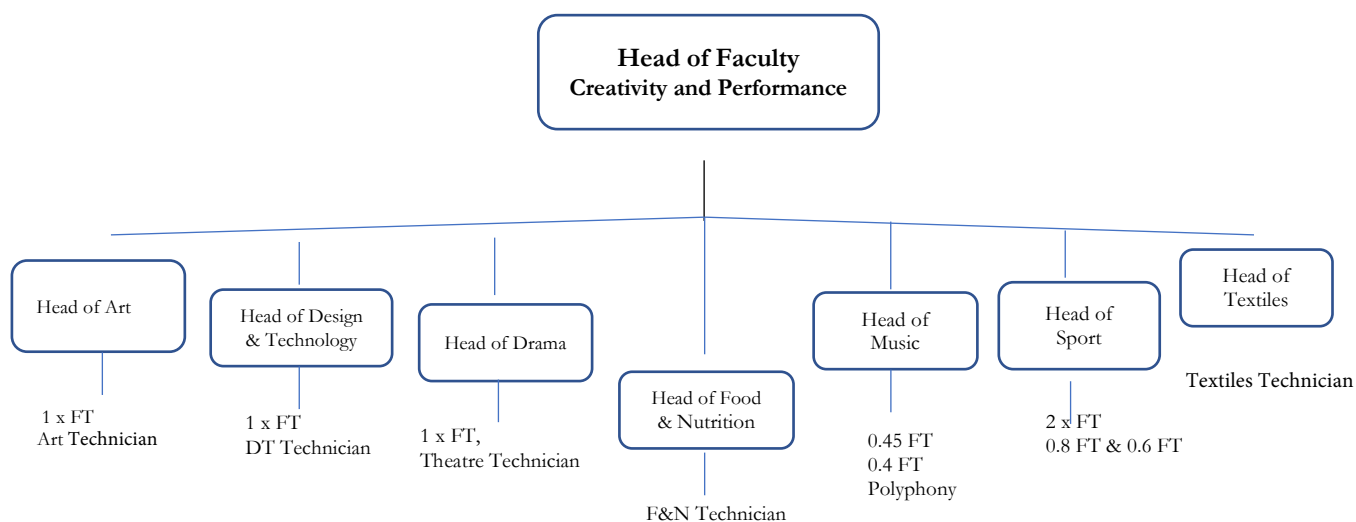 Head of Faculty
Creativity and Performance
Head of Art
1 x FT
Art Technician
Head of Design
& Technology
1 x FT
DT Technician
Head of Drama
1 x FT,
Theatre Technician
Head of Food
& Nutrition
F&N Technician
Head of
Music
0.45 FT
0.4 FT
Polyphony
Head of
Sport
2 x FT
0.8 FT & 0.6 FT
Head of
Textiles
Textiles Technician